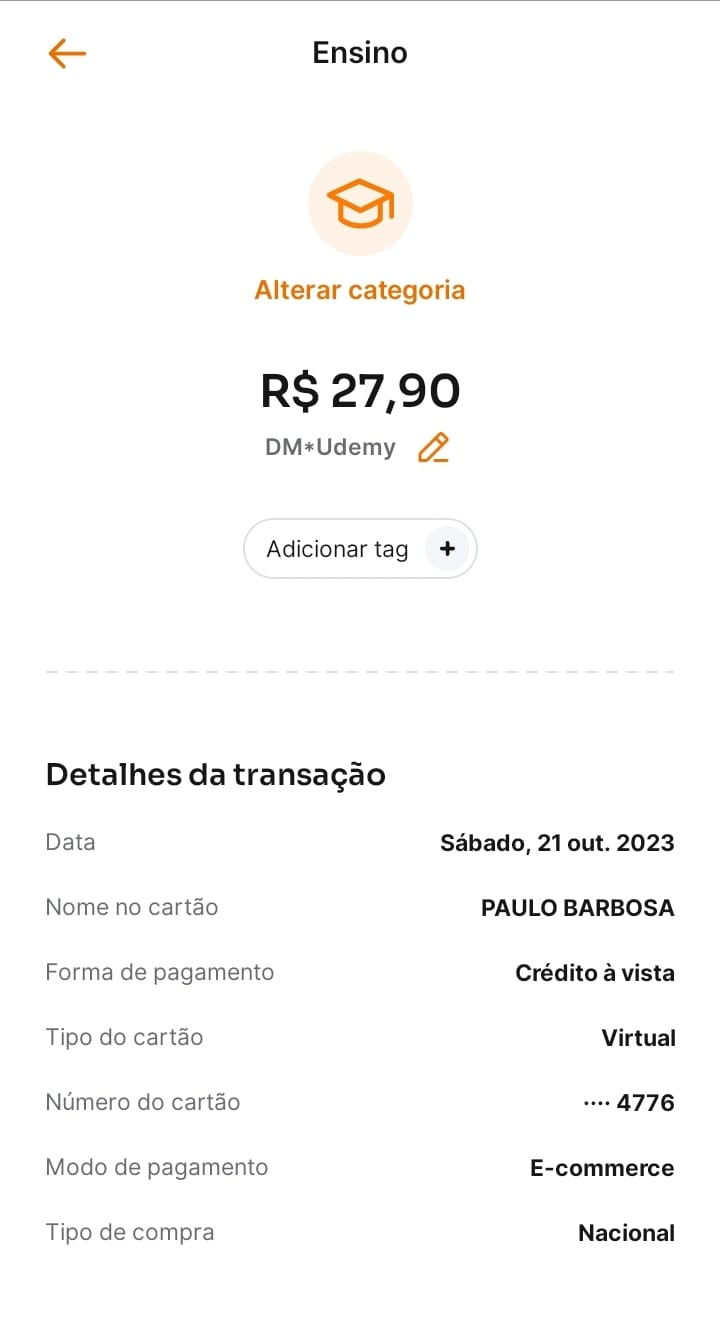 Ensino
Alterar categoria
R$ 27,90
DM*Udemy
Adicionar tag +
Detalhes da transação
Data Sábado, 21 out. 2023
Nome no cartão PAULO BARBOSA
Forma de pagamento Crédito à vista
Tipo do cartão Virtual
Número do cartão ···· 4776
Modo de pagamento E-commerce
Tipo de compra Nacional